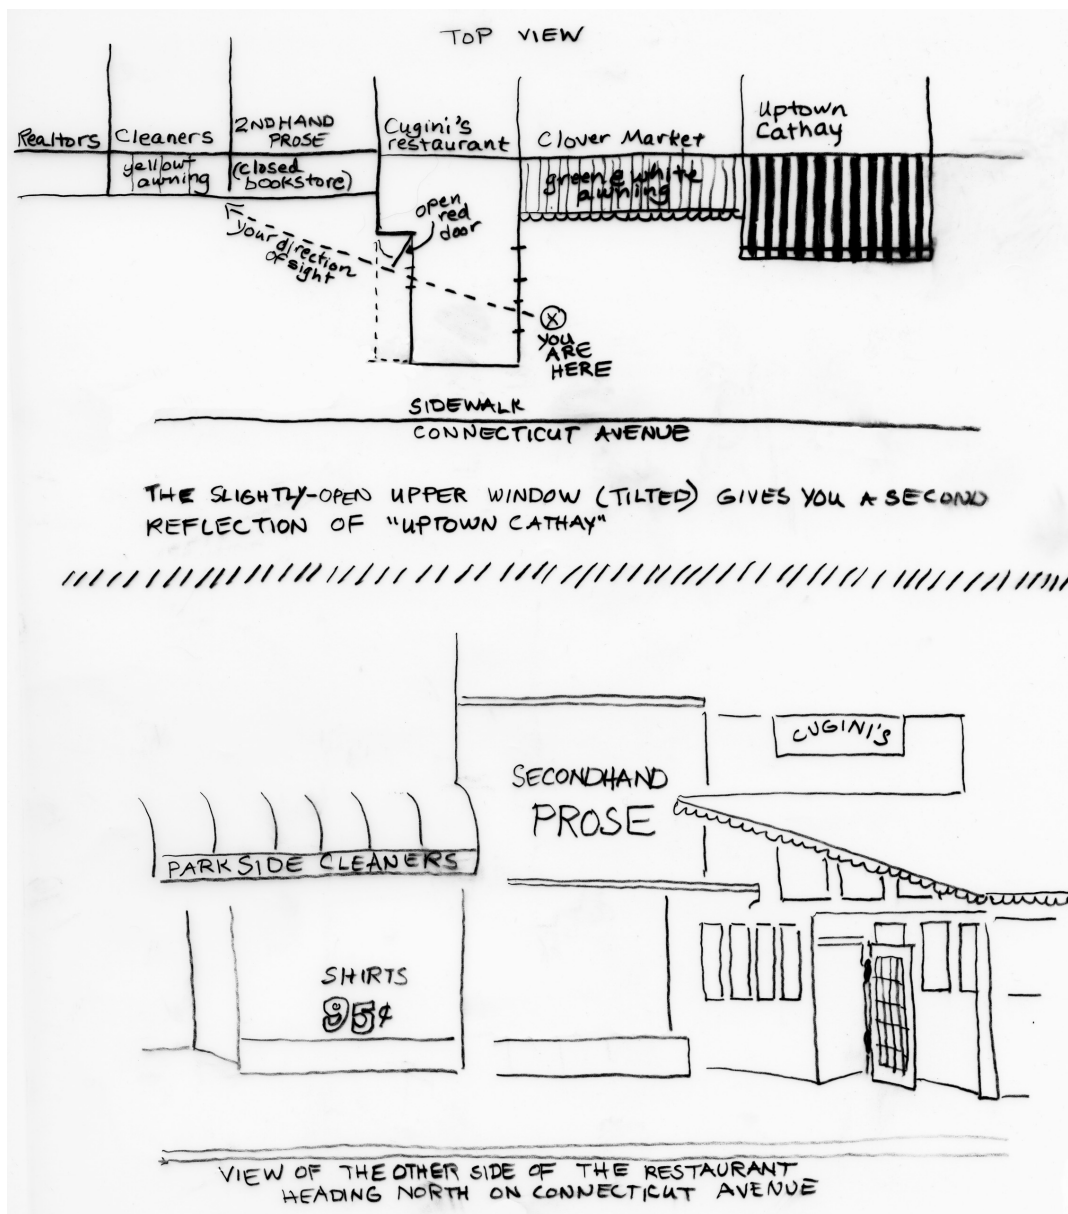 TOP VIEW
Realtors
Cleaners
2ND HAND
PROSE
Cugini's
restaurant
Clover Market
Uptown
Cathay
yellow
awning
(closed
bookstore)
green & white
awning
open
red
door
your direction
of sight
X
YOU
ARE
HERE
SIDEWALK
CONNECTICUT AVENUE
THE SLIGHTLY-OPEN UPPER WINDOW (TILTED) GIVES YOU A SECOND
REFLECTION OF "UPTOWN CATHAY"
CUGINI'S
SECONDHAND
PROSE
PARKSIDE CLEANERS
SHIRTS
95¢
VIEW OF THE OTHER SIDE OF THE RESTAURANT
HEADING NORTH ON CONNECTICUT AVENUE